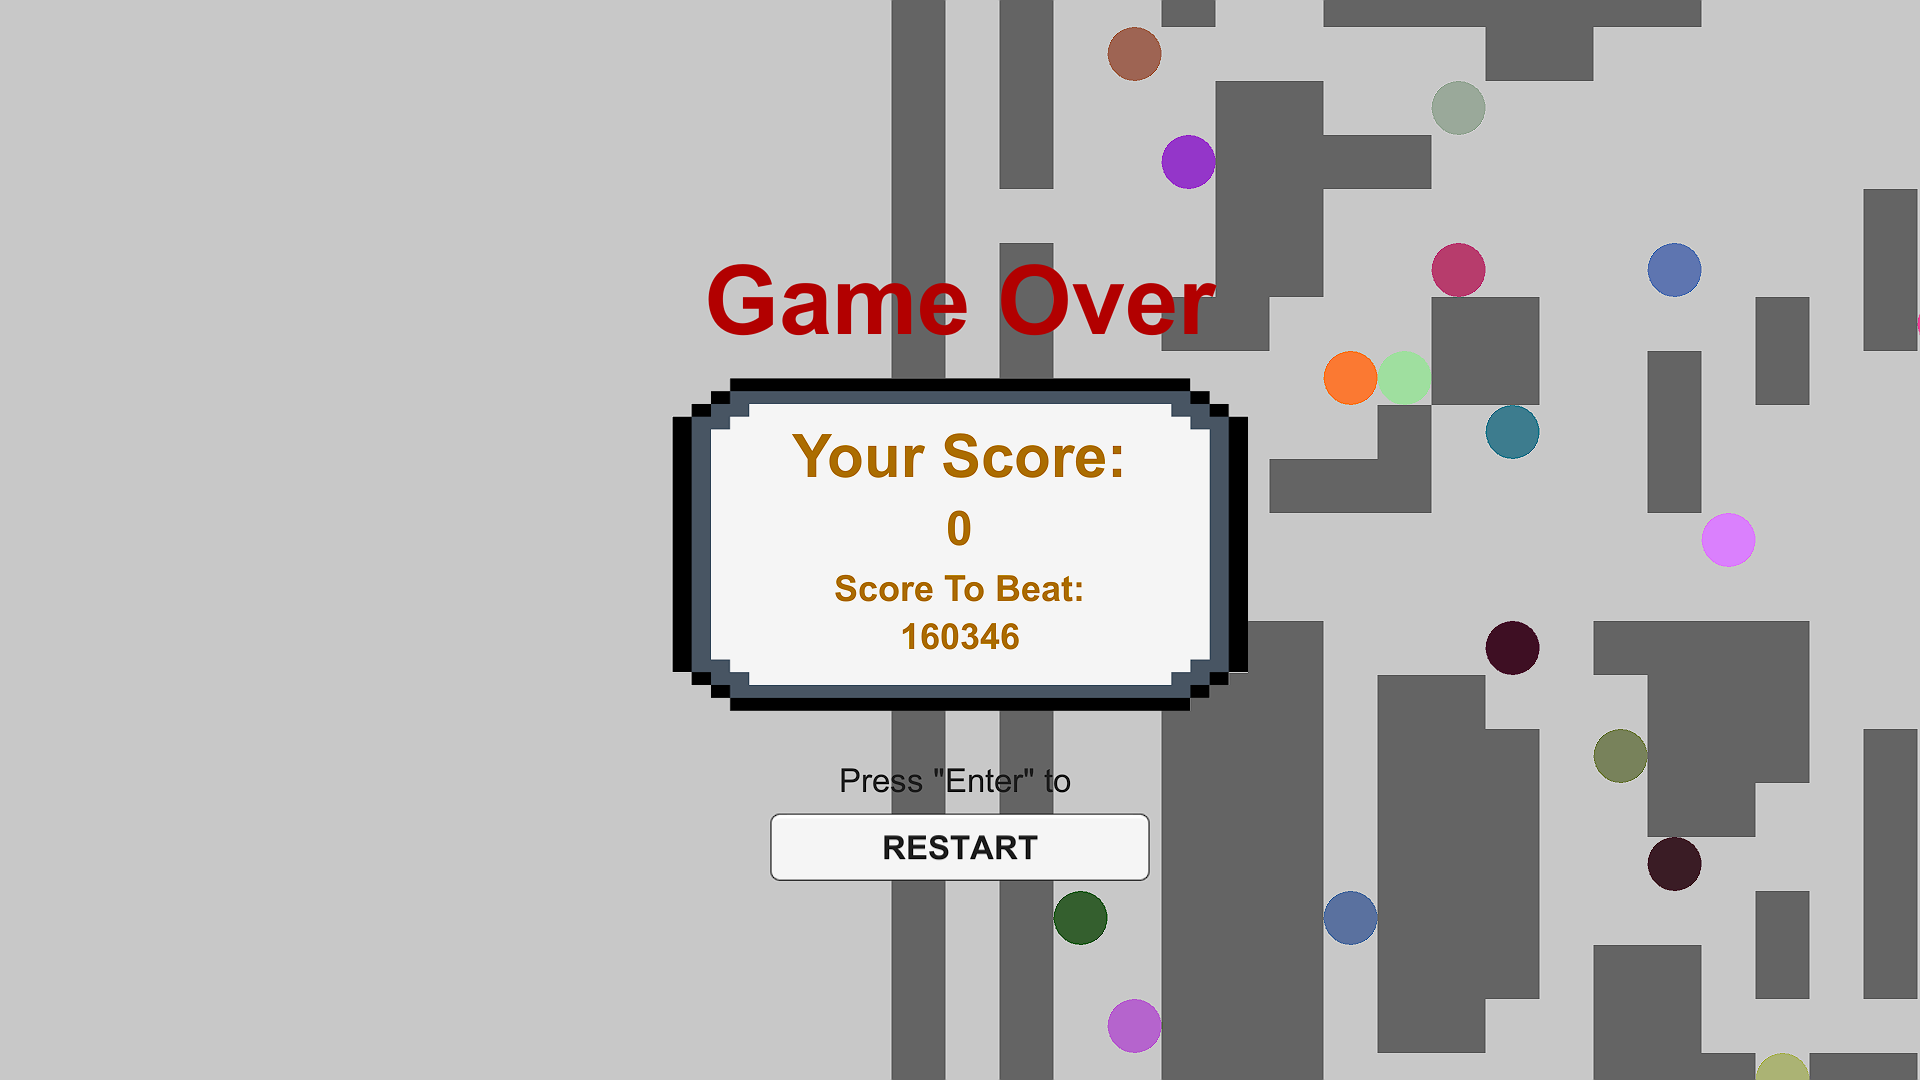 Game Over
Your Score:
0
Score To Beat:
160346
Press "Enter" to
RESTART